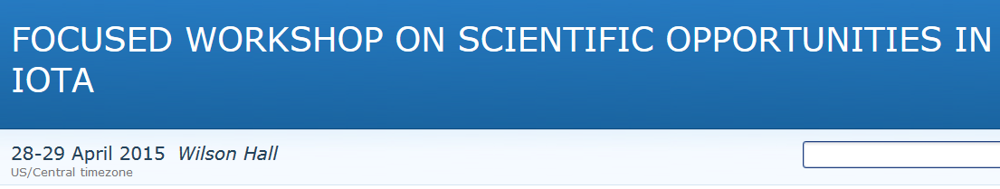 FOCUSED WORKSHOP ON SCIENTIFIC OPPORTUNITIES IN
IOTA
28-29 April 2015 Wilson Hall
US/Central timezone